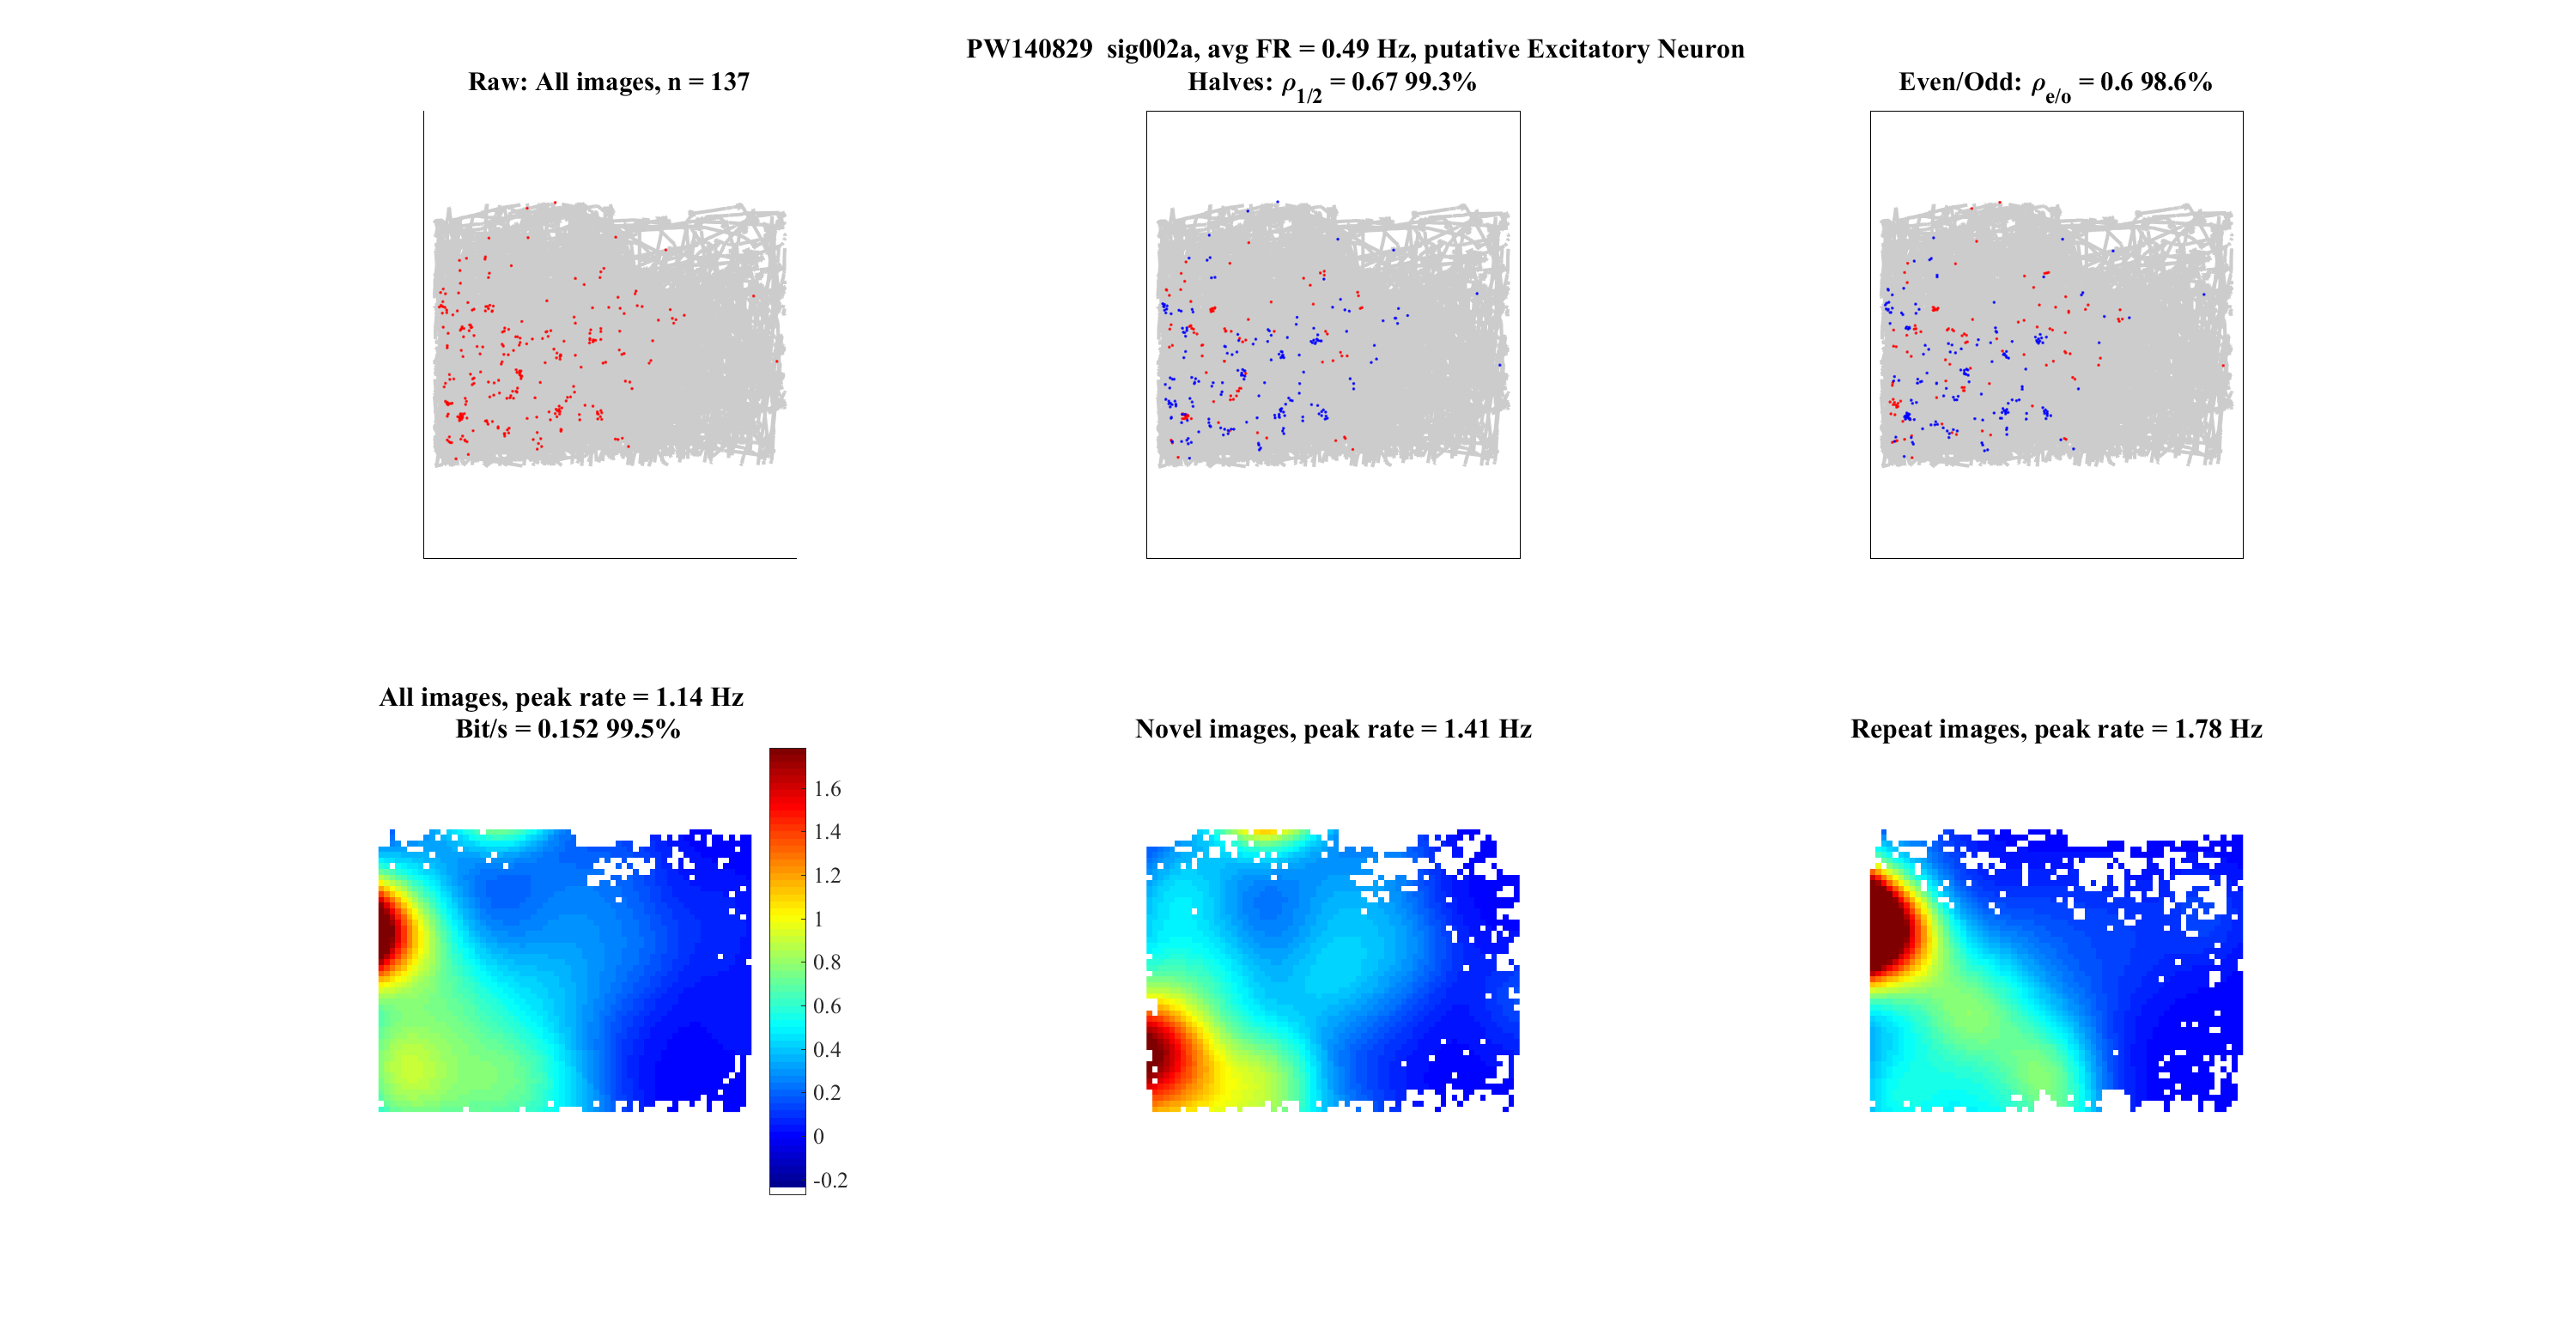 PW140829  sig002a, avg FR = 0.49 Hz, putative Excitatory Neuron
Raw: All images, n = 137
Halves: ρ1/2 = 0.67 99.3%
Even/Odd: ρe/o = 0.6 98.6%
All images, peak rate = 1.14 Hz
Bit/s = 0.152 99.5%
Novel images, peak rate = 1.41 Hz
Repeat images, peak rate = 1.78 Hz
1.6
1.4
1.2
1
0.8
0.6
0.4
0.2
0
-0.2